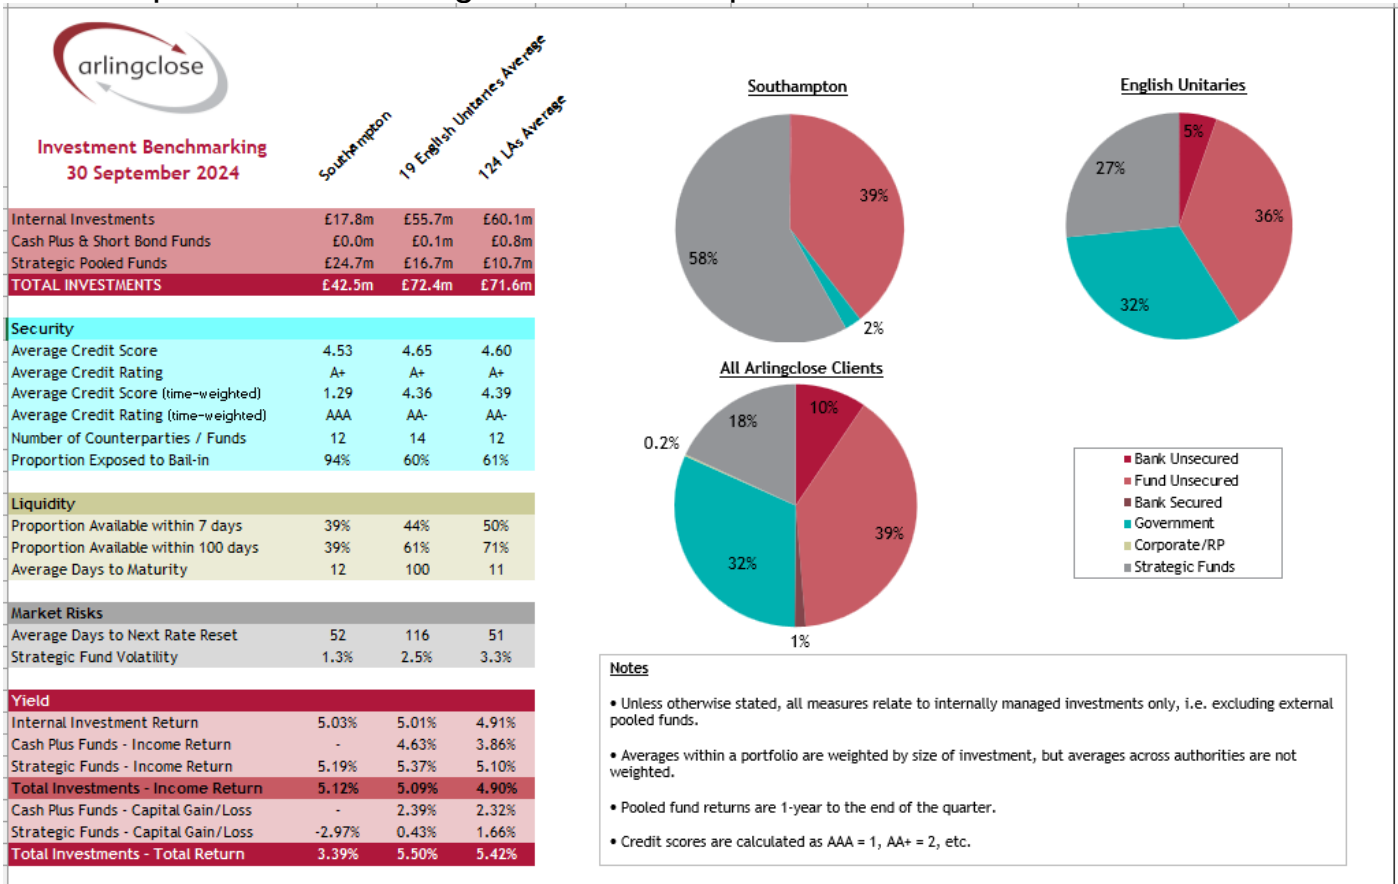 arlingclose
Investment Benchmarking
30 September 2024
Southampton
19 English Unitaries Average
124 LAs Average
Internal Investments £17.8m £55.7m £60.1m
Cash Plus & Short Bond Funds £0.0m £0.1m £0.8m
Strategic Pooled Funds £24.7m £16.7m £10.7m
TOTAL INVESTMENTS £42.5m £72.4m £71.6m
Security
Average Credit Score 4.53 4.65 4.60
Average Credit Rating A+ A+ A+
Average Credit Score (time-weighted) 1.29 4.36 4.39
Average Credit Rating (time-weighted) AAA AA- AA-
Number of Counterparties / Funds 12 14 12
Proportion Exposed to Bail-in 94% 60% 61%
Liquidity
Proportion Available within 7 days 39% 44% 50%
Proportion Available within 100 days 39% 61% 71%
Average Days to Maturity 12 100 11
Market Risks
Average Days to Next Rate Reset 52 116 51
Strategic Fund Volatility 1.3% 2.5% 3.3%
Yield
Internal Investment Return 5.03% 5.01% 4.91%
Cash Plus Funds - Income Return - 4.63% 3.86%
Strategic Funds - Income Return 5.19% 5.37% 5.10%
Total Investments - Income Return 5.12% 5.09% 4.90%
Cash Plus Funds - Capital Gain/Loss - 2.39% 2.32%
Strategic Funds - Capital Gain/Loss -2.97% 0.43% 1.66%
Total Investments - Total Return 3.39% 5.50% 5.42%
Southampton
39%
58%
2%
English Unitaries
5%
27%
36%
32%
All Arlingclose Clients
10%
18%
0.2%
39%
32%
1%
Bank Unsecured
Fund Unsecured
Bank Secured
Government
Corporate/RP
Strategic Funds
Notes
• Unless otherwise stated, all measures relate to internally managed investments only, i.e. excluding external
pooled funds.
• Averages within a portfolio are weighted by size of investment, but averages across authorities are not
weighted.
• Pooled fund returns are 1-year to the end of the quarter.
• Credit scores are calculated as AAA = 1, AA+ = 2, etc.